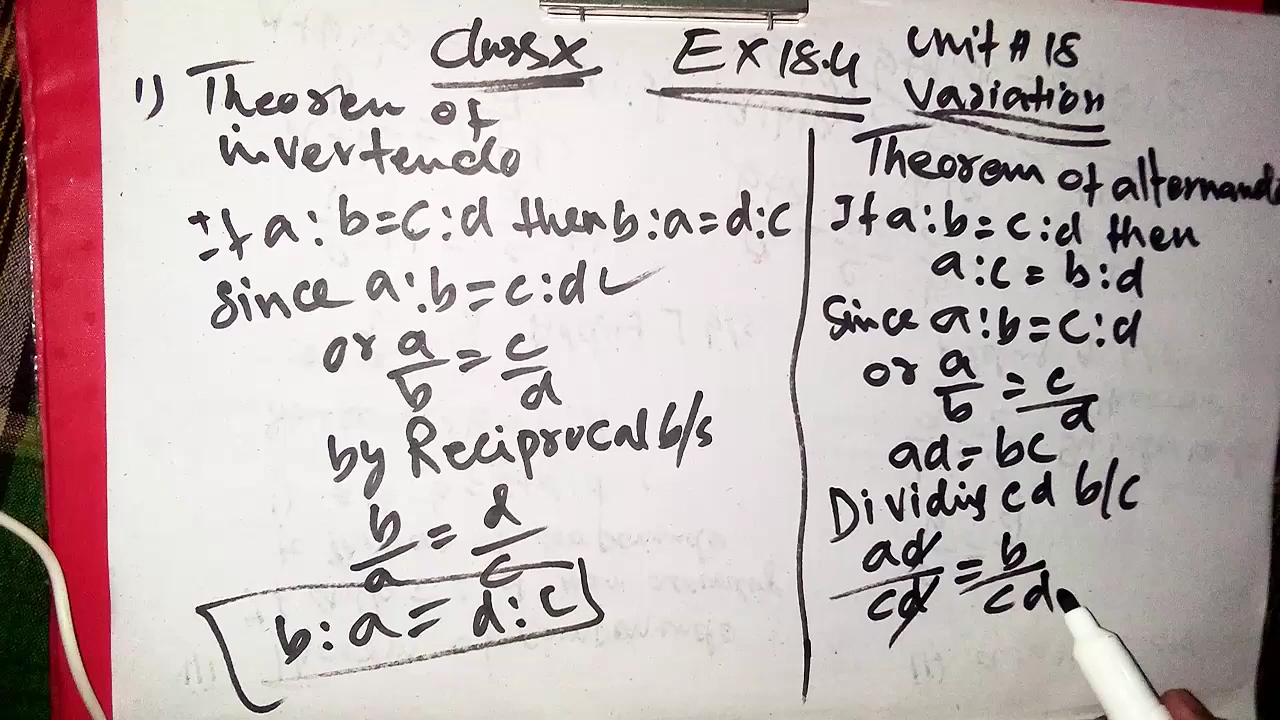 Class X Ex 18.4 Unit # 18
Variation
1) Theorem of
invertendo
If a:b=c:d then b:a=d:c
Since a:b=c:d
or a/b = c/d
by Reciprocal b/s
b/a = d/c
b:a = d:c
Theorem of alternand
If a:b=c:d then
a:c = b:d
Since a:b=c:d
or a/b = c/d
ad=bc
Dividing cd b/c
ad/cd = b/cd